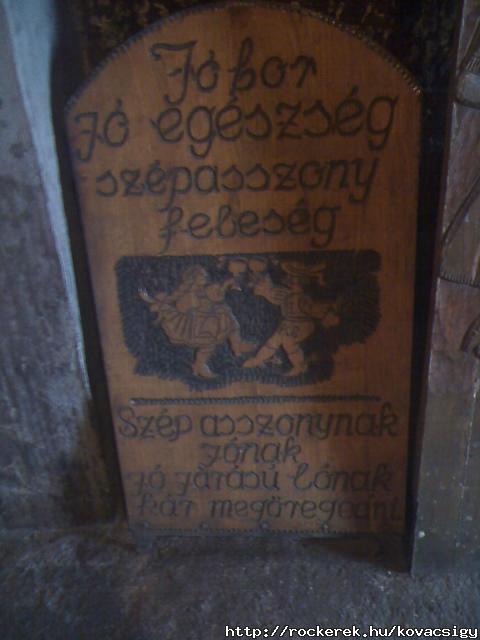 Jó bor
Jó egészség
szépasszony
feleség
Szép asszonynak
Jónak
Jó járású lónak
kár megöregedni
http://rockerek.hu/kovacsigy